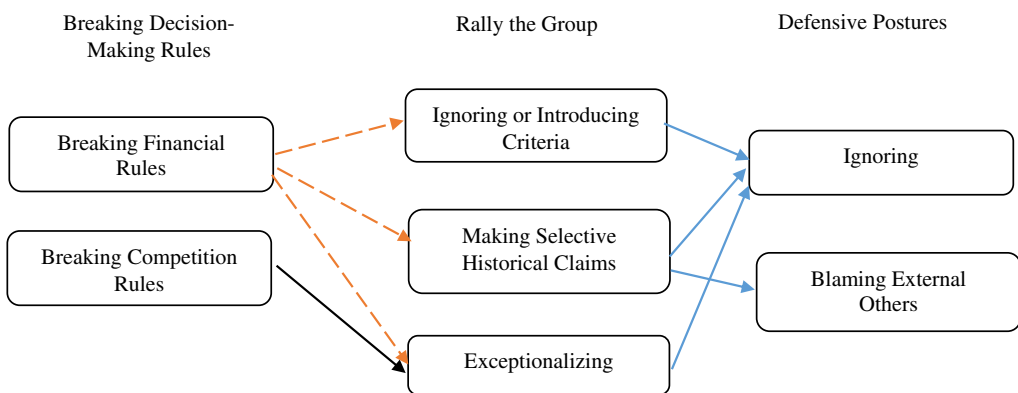 Breaking Decision-
Making Rules
Rally the Group
Defensive Postures
Breaking Financial
Rules
Breaking Competition
Rules
Ignoring or Introducing
Criteria
Making Selective
Historical Claims
Exceptionalizing
Ignoring
Blaming External
Others